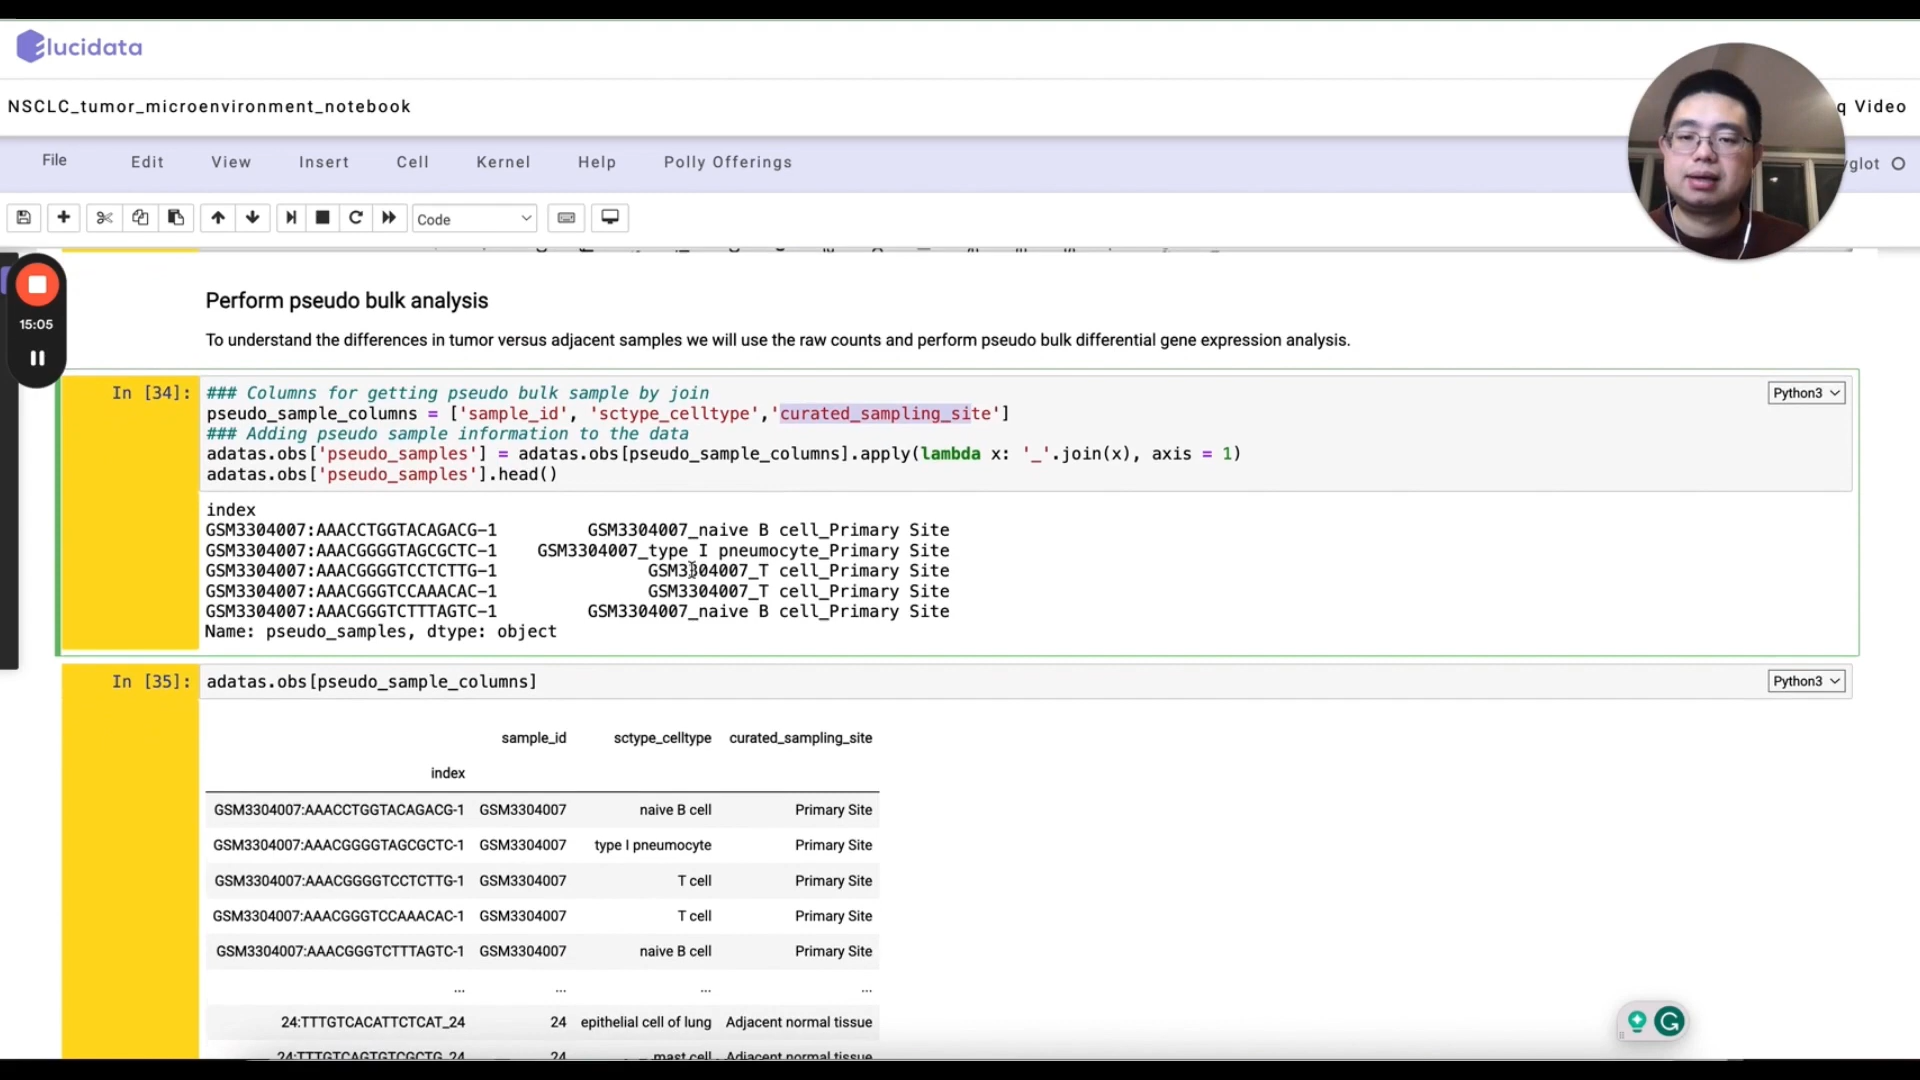 elucidata
NSCLC_tumor_microenvironment_notebook
q Video
File Edit View Insert Cell Kernel Help Polly Offerings
glot
Code
15:05
Perform pseudo bulk analysis
To understand the differences in tumor versus adjacent samples we will use the raw counts and perform pseudo bulk differential gene expression analysis.
In [34]:
### Columns for getting pseudo bulk sample by join
Python3
pseudo_sample_columns = ['sample_id', 'sctype_celltype','curated_sampling_site']
### Adding pseudo sample information to the data
adatas.obs['pseudo_samples'] = adatas.obs[pseudo_sample_columns].apply(lambda x: '_'.join(x), axis = 1)
adatas.obs['pseudo_samples'].head()
index
GSM3304007:AAACCTGGTACAGACG-1 GSM3304007_naive B cell_Primary Site
GSM3304007:AAACGGGGTAGCGCTC-1 GSM3304007_type I pneumocyte_Primary Site
GSM3304007:AAACGGGGTCCTCTTG-1 GSM3304007_T cell_Primary Site
GSM3304007:AAACGGGTCCAAACAC-1 GSM3304007_T cell_Primary Site
GSM3304007:AAACGGGTCTTTAGTC-1 GSM3304007_naive B cell_Primary Site
Name: pseudo_samples, dtype: object
In [35]:
adatas.obs[pseudo_sample_columns]
Python3
sample_id sctype_celltype curated_sampling_site
index
GSM3304007:AAACCTGGTACAGACG-1 GSM3304007 naive B cell Primary Site
GSM3304007:AAACGGGGTAGCGCTC-1 GSM3304007 type I pneumocyte Primary Site
GSM3304007:AAACGGGGTCCTCTTG-1 GSM3304007 T cell Primary Site
GSM3304007:AAACGGGTCCAAACAC-1 GSM3304007 T cell Primary Site
GSM3304007:AAACGGGTCTTTAGTC-1 GSM3304007 naive B cell Primary Site
... ... ... ...
24:TTTGTCACATTCTCAT_24 24 epithelial cell of lung Adjacent normal tissue
24:TTTGTCAGTGTCGCTG_24 24 mast cell Adjacent normal tissue